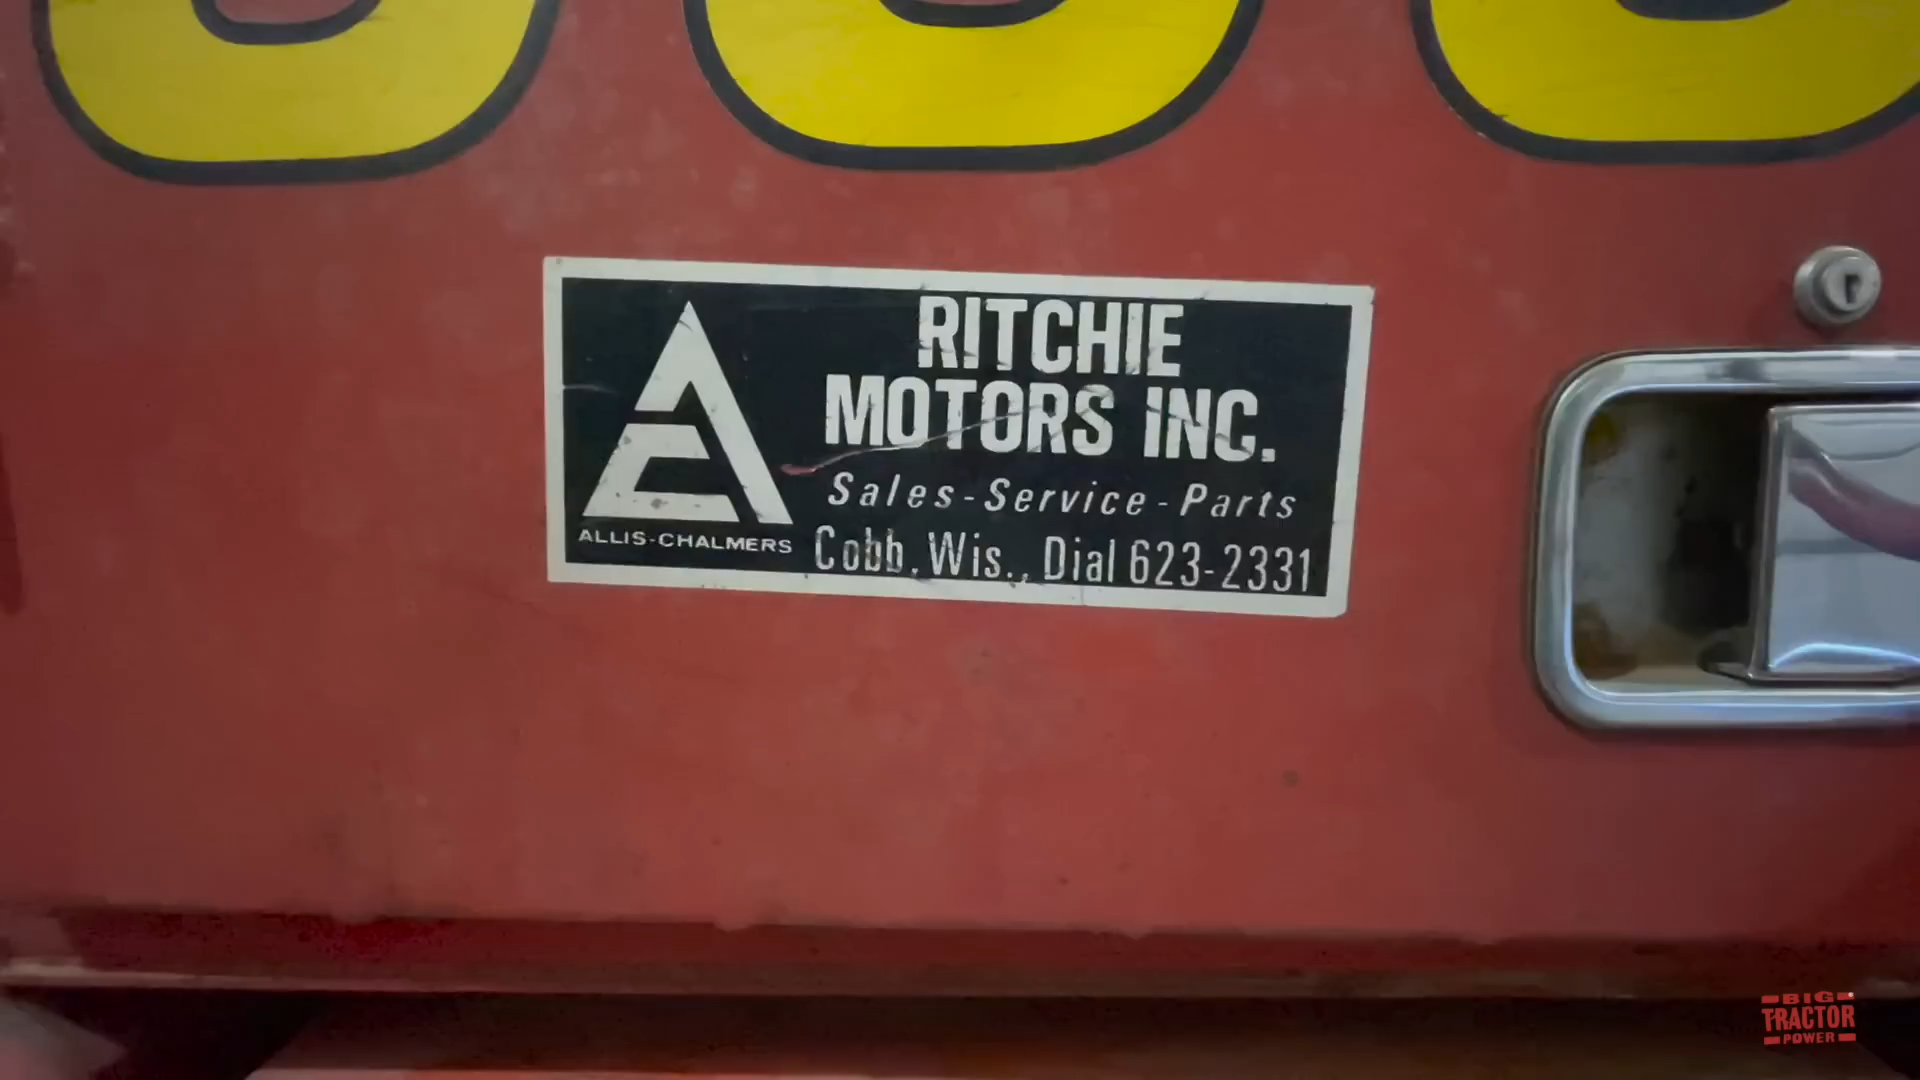 RITCHIE
MOTORS INC.
Sales-Service-Parts
Cobb, Wis., Dial 623-2331
ALLIS-CHALMERS
BIG
TRACTOR
POWER